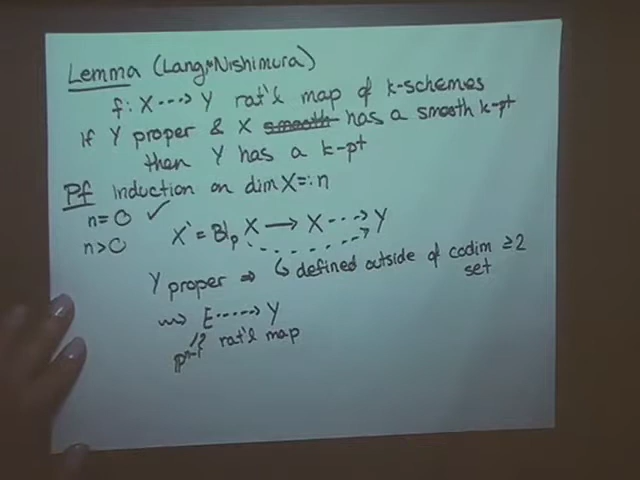 Lemma (Lang-Nishimura)
f: X ⇢ Y rat'l map of k-schemes
If Y proper & X smooth has a smooth k-pt
then Y has a k-pt
Pf Induction on dim X =: n
n=0 ✓
n>0 X' = Bl_p X → X ⇢ Y
Y proper ⇒ ↳ defined outside of codim ≥2
set
⇝ E ⇢ Y
rat'l map
P^{n-1}